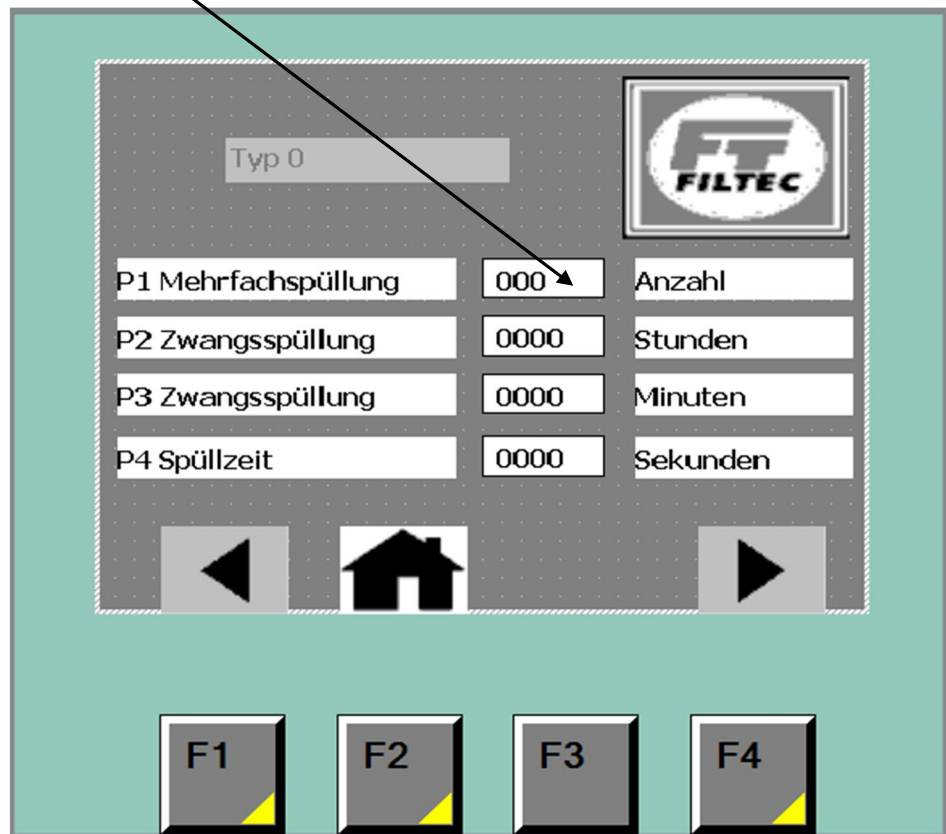 Typ 0
FT
FILTEC
P1 Mehrfachspüllung 000 Anzahl
P2 Zwangsspüllung 0000 Stunden
P3 Zwangsspüllung 0000 Minuten
P4 Spüllzeit 0000 Sekunden
F1 F2 F3 F4